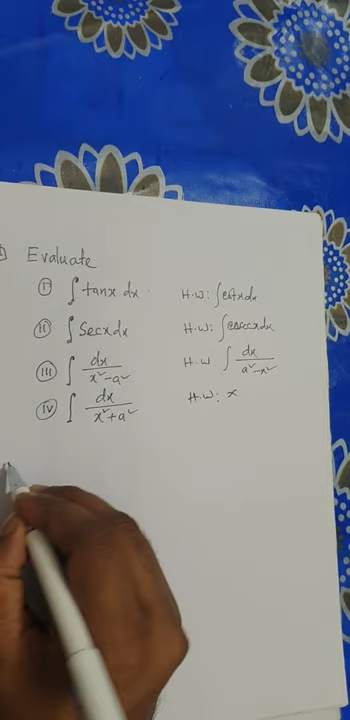 Evaluate
(i) ∫ tanx dx . H.W: ∫cotxdx
(ii) ∫ Secxdx H.W: ∫cosecxdx
(iii) ∫ dx/(x²-a²) H.W ∫ dx/(a²-x²)
(iv) ∫ dx/(x²+a²) H.W: ×